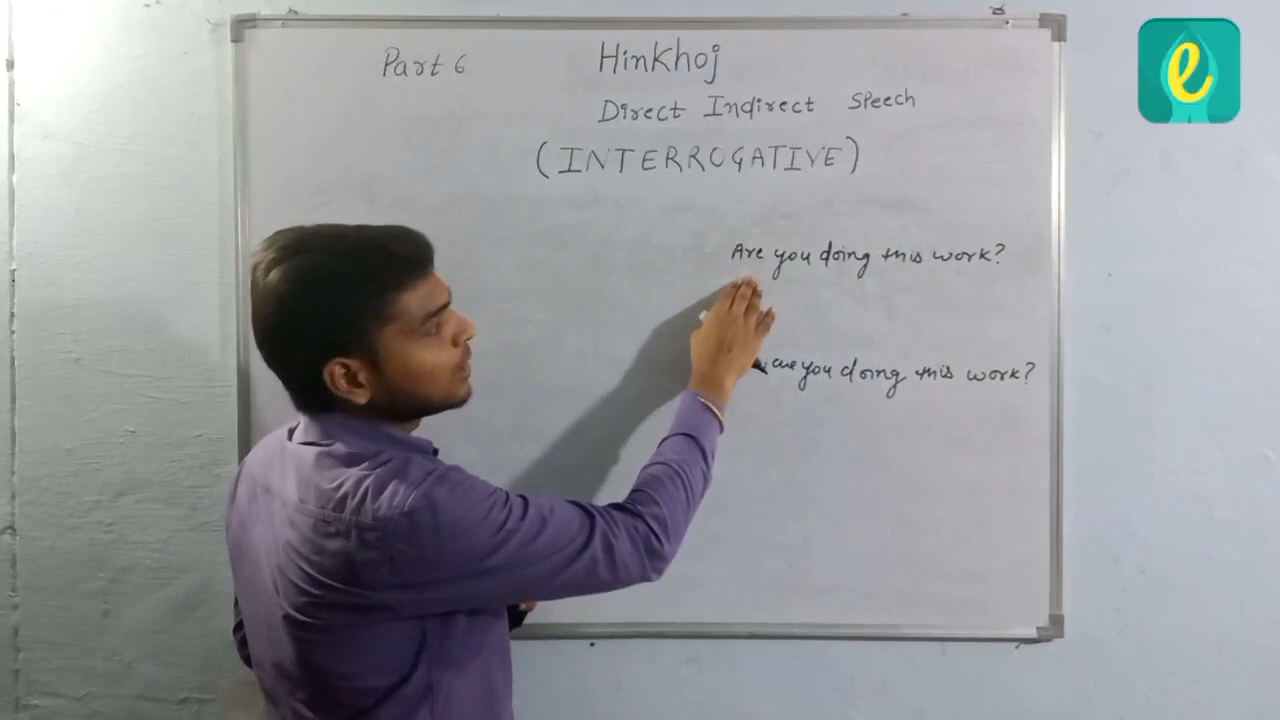 Part 6
Hinkhoj
Direct Indirect Speech
(INTERROGATIVE)
Are you doing this work?
are you doing this work?
e